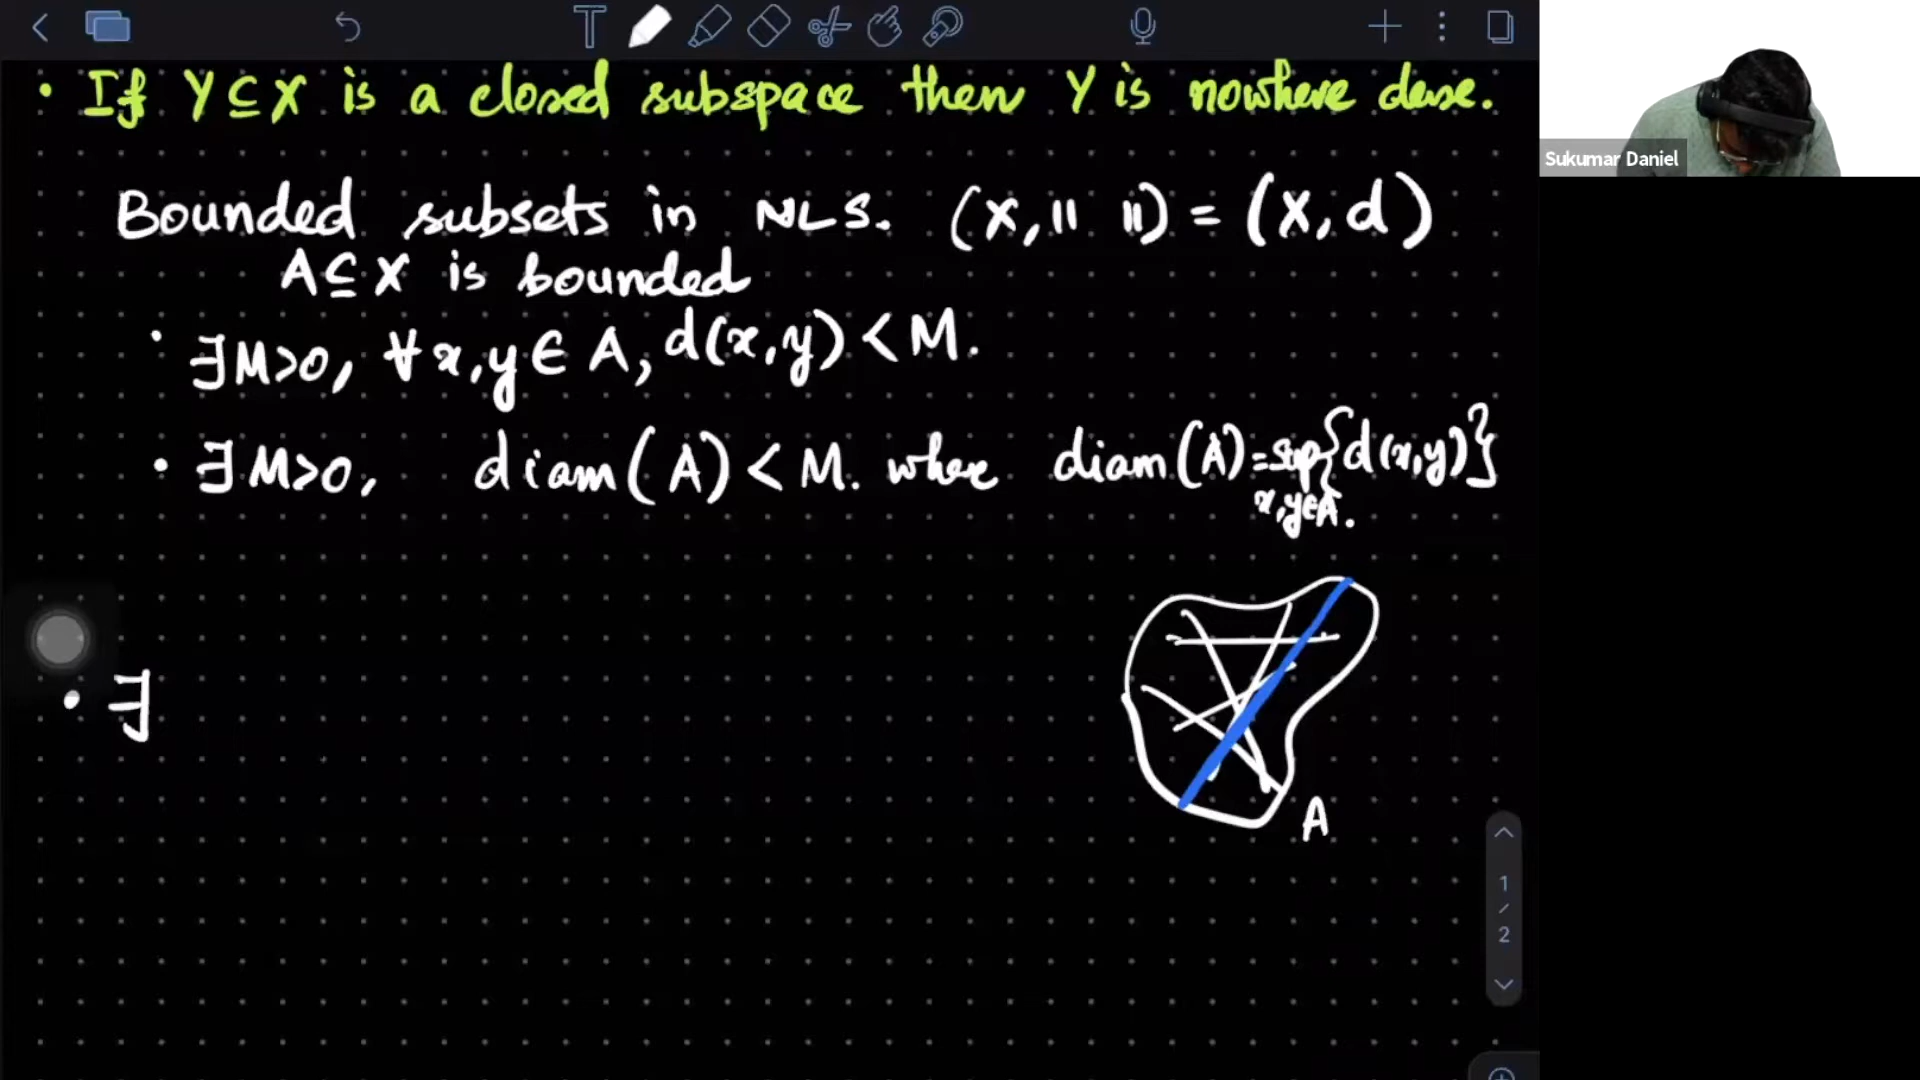 • If Y ⊆ X is a closed subspace then Y is nowhere dense.
Sukumar Daniel
Bounded subsets in NLS. (X, || ||) = (X, d)
A ⊆ X is bounded
• ∃ M>0, ∀ x,y ∈ A, d(x,y) < M.
• ∃ M>0, diam(A) < M. where diam(A) = sup{d(x,y)}
x,y∈A.
• ∃
A
1
/
2